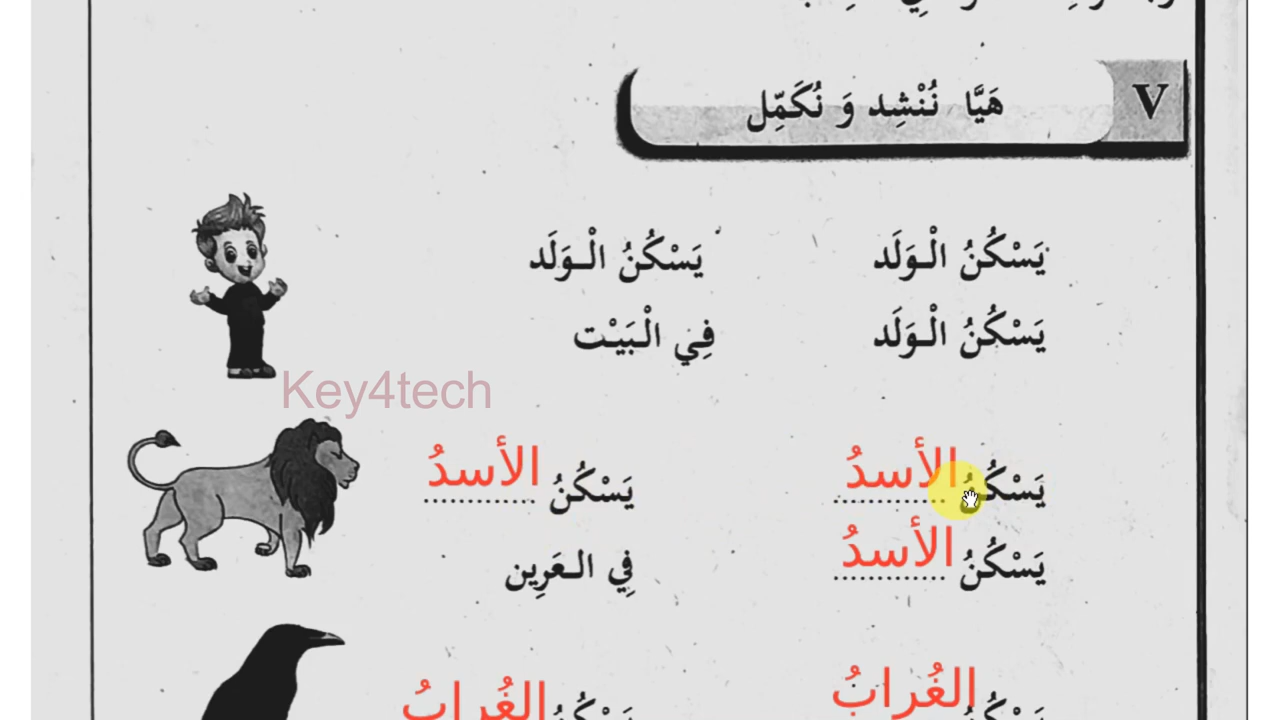 V هَيَّا نُنْشِد وَ نُكَمِّل
يَسْكُنُ الْوَلَد يَسْكُنُ الْوَلَد
يَسْكُنُ الْوَلَد فِي الْبَيْت
Key4tech
يَسْكُنُ الأسدُ يَسْكُنُ الأسدُ
يَسْكُنُ الأسدُ فِي العَرِين
يَسْكُنُ الغُرابُ يَسْكُنُ الغُرابُ